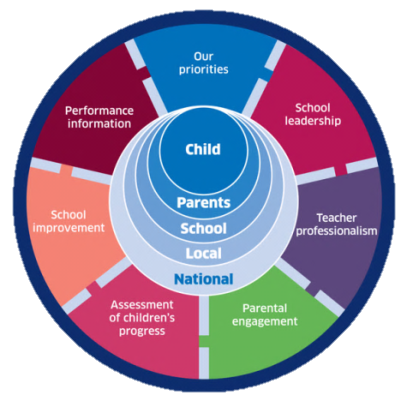 Our
priorities
School
leadership
Teacher
professionalism
Parental
engagement
Assessment
of children's
progress
School
improvement
Performance
information
Child
Parents
School
Local
National